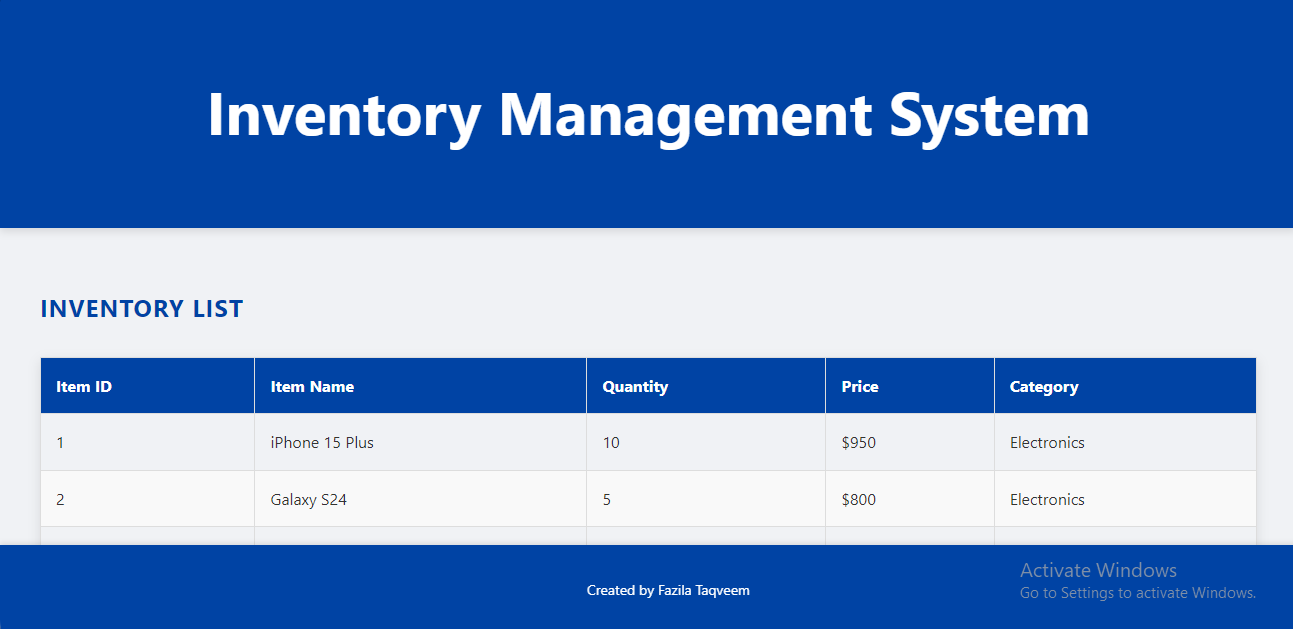 Inventory Management System
INVENTORY LIST
Item ID Item Name Quantity Price Category
1 iPhone 15 Plus 10 $950 Electronics
2 Galaxy S24 5 $800 Electronics
Activate Windows
Created by Fazila Taqveem
Go to Settings to activate Windows.